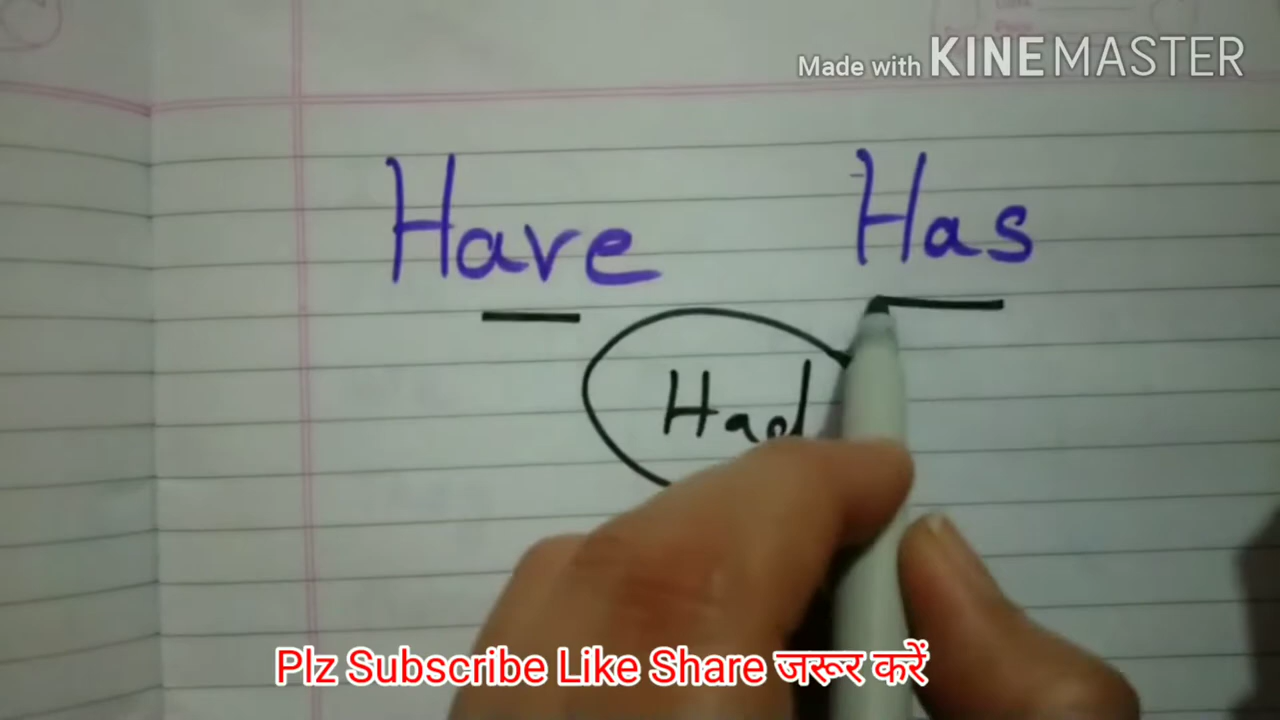 Made with KINEMASTER
Have Has
Had
Plz Subscribe Like Share जरूर करें